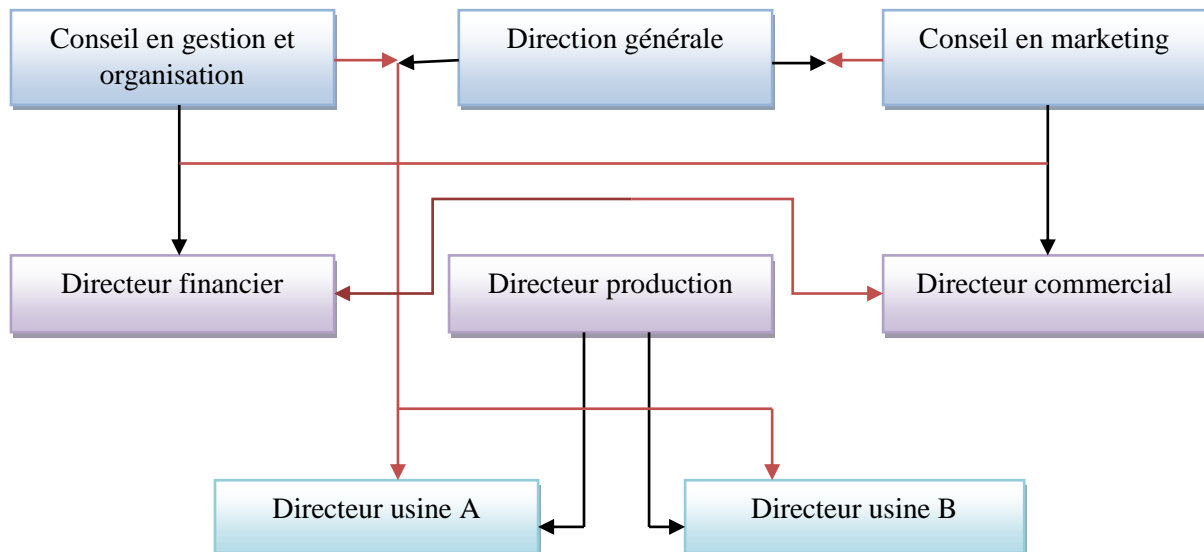 Conseil en gestion et
organisation
Direction générale
Conseil en marketing
Directeur financier
Directeur production
Directeur commercial
Directeur usine A
Directeur usine B